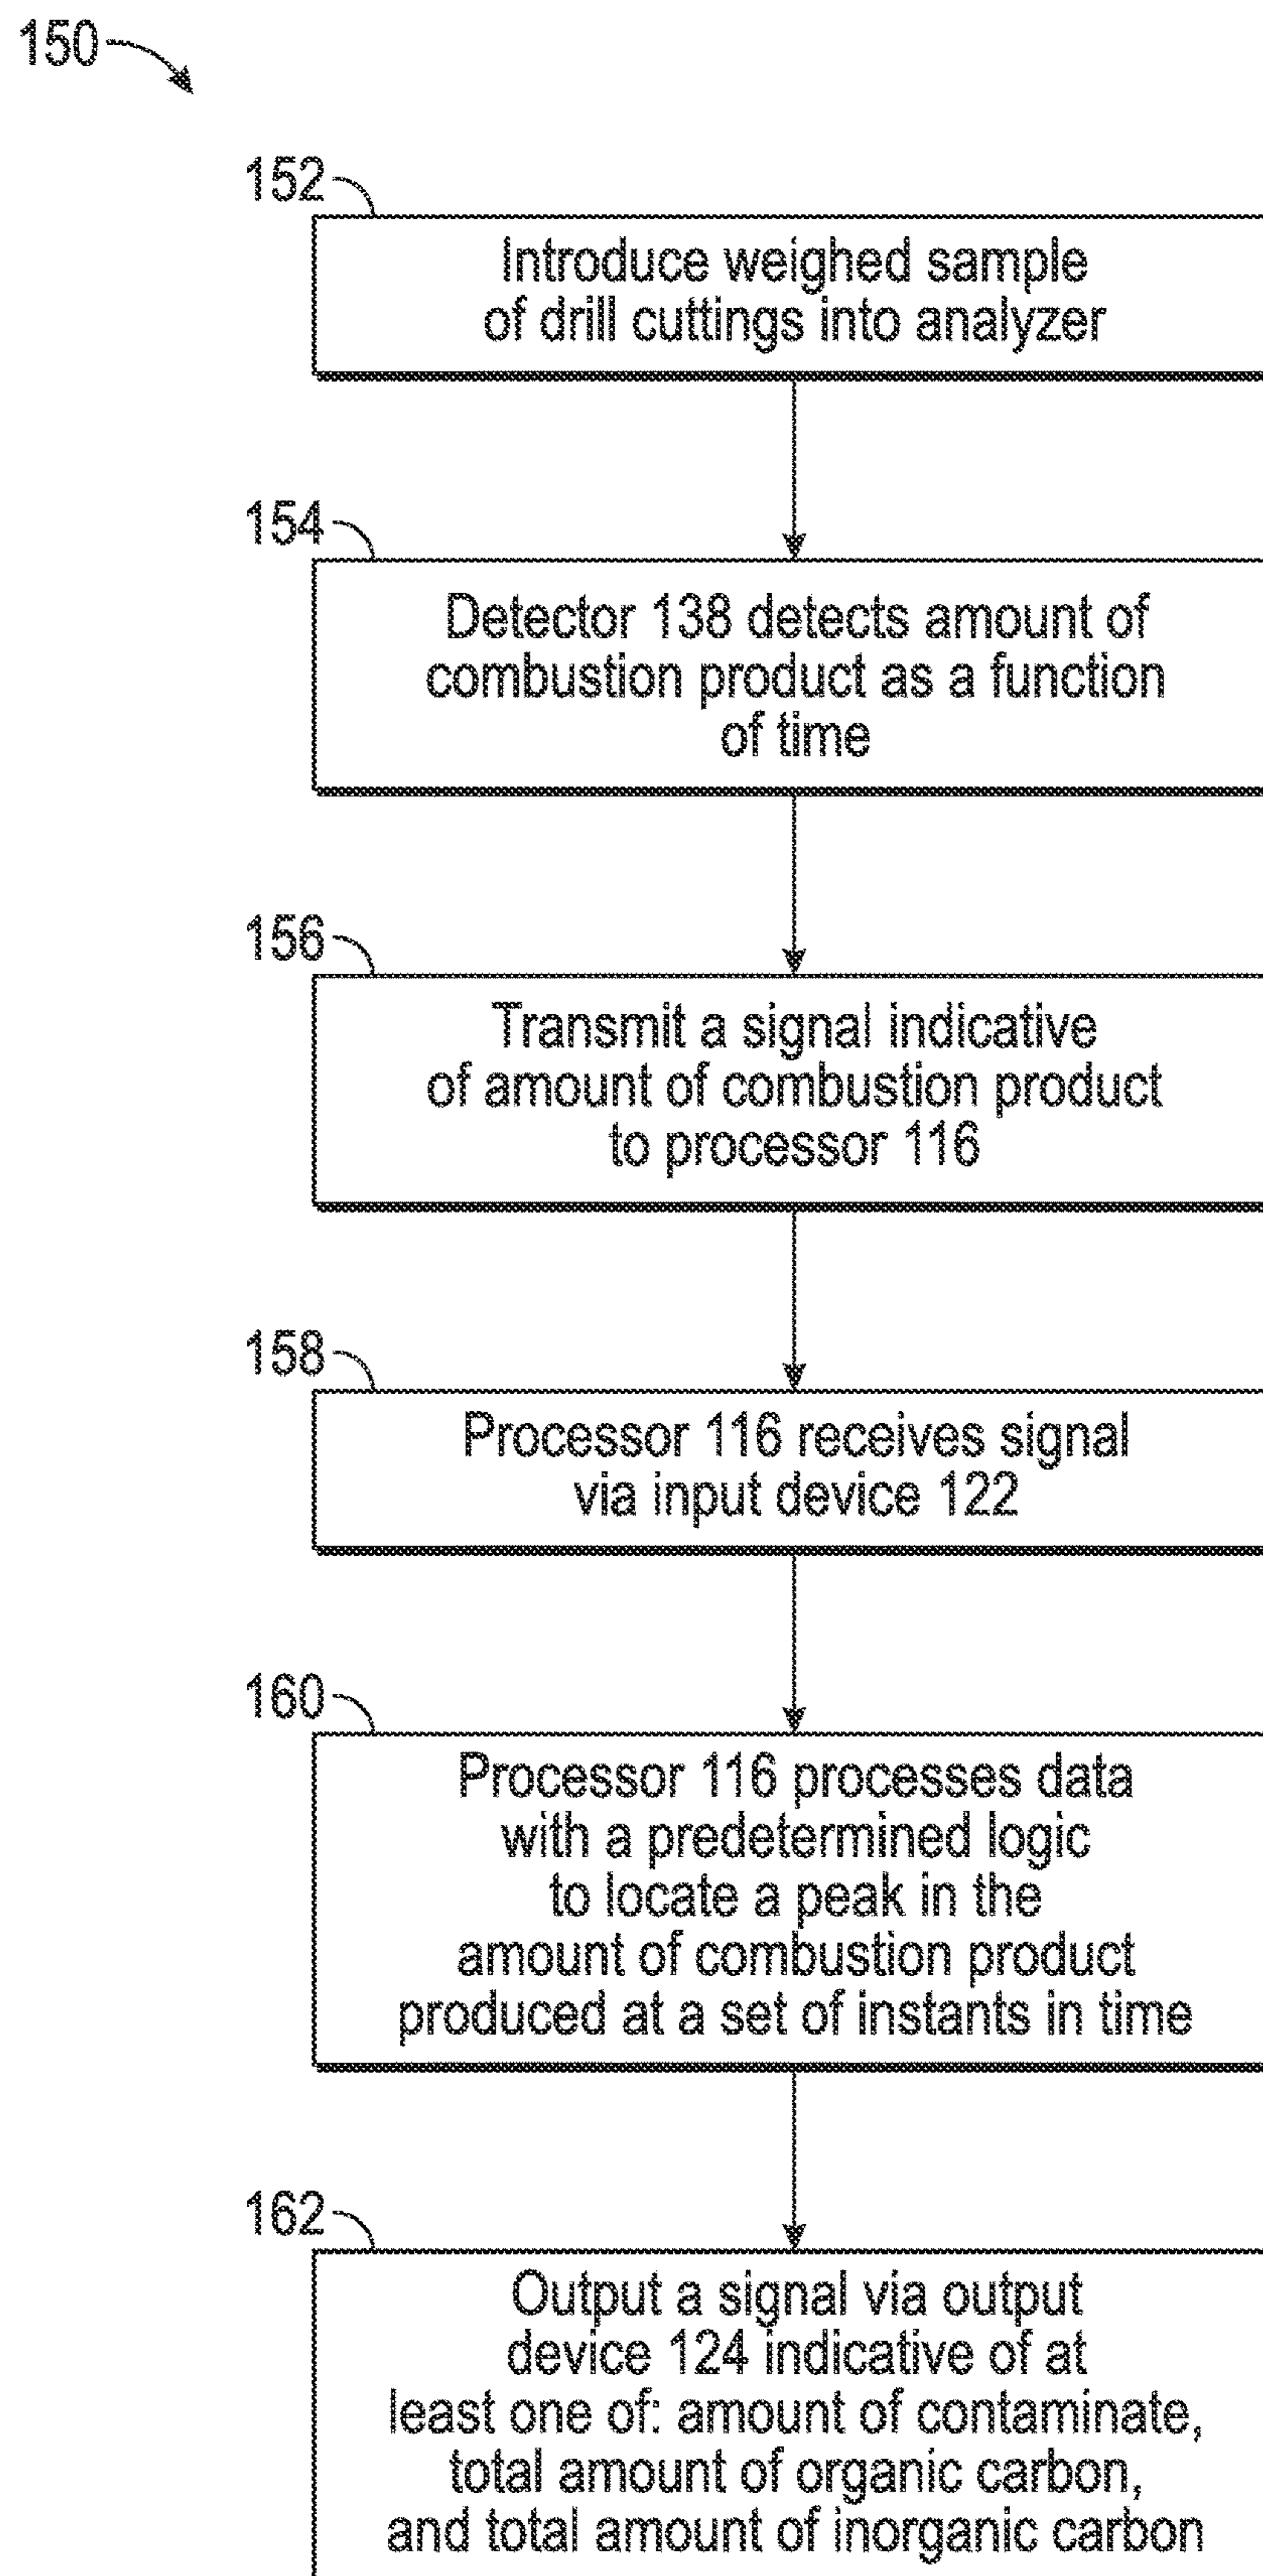 150
152
Introduce weighed sample
of drill cuttings into analyzer
154
Detector 138 detects amount of
combustion product as a function
of time
156
Transmit a signal indicative
of amount of combustion product
to processor 116
158
Processor 116 receives signal
via input device 122
160
Processor 116 processes data
with a predetermined logic
to locate a peak in the
amount of combustion product
produced at a set of instants in time
162
Output a signal via output
device 124 indicative of at
least one of: amount of contaminate,
total amount of organic carbon,
and total amount of inorganic carbon